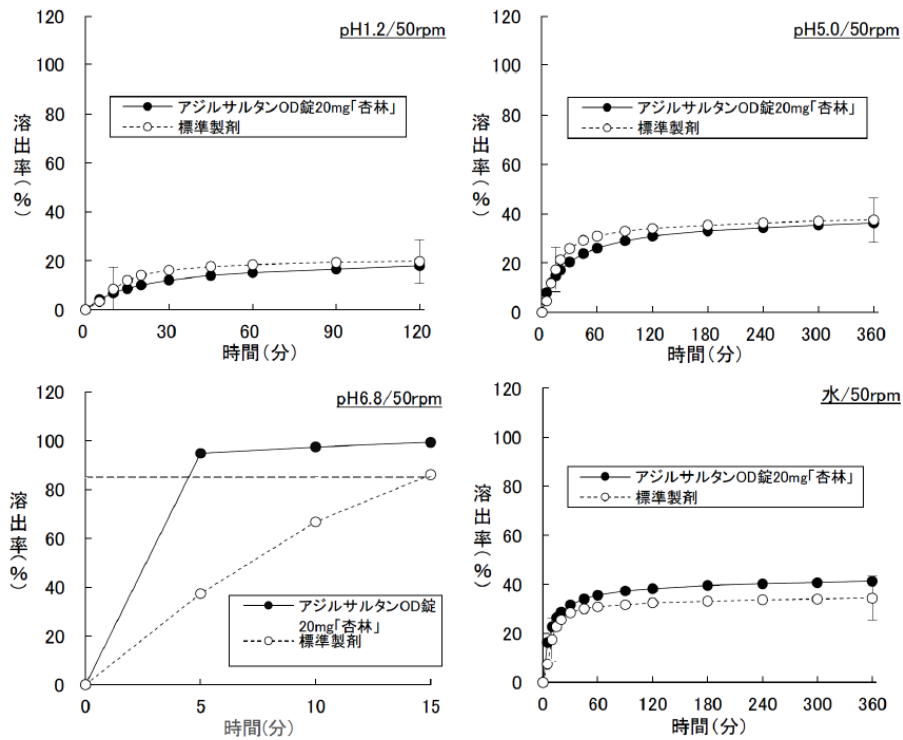 pH1.2/50rpm
120
100
80
60
40
20
0
溶出率(%)
アジルサルタンOD錠20mg「杏林」
標準製剤
0 30 60 90 120
時間(分)
pH5.0/50rpm
120
100
80
60
40
20
0
溶出率(%)
アジルサルタンOD錠20mg「杏林」
標準製剤
0 60 120 180 240 300 360
時間(分)
pH6.8/50rpm
120
100
80
60
40
20
0
溶出率(%)
アジルサルタンOD錠
20mg「杏林」
標準製剤
0 5 10 15
時間(分)
水/50rpm
120
100
80
60
40
20
0
溶出率(%)
アジルサルタンOD錠20mg「杏林」
標準製剤
0 60 120 180 240 300 360
時間(分)